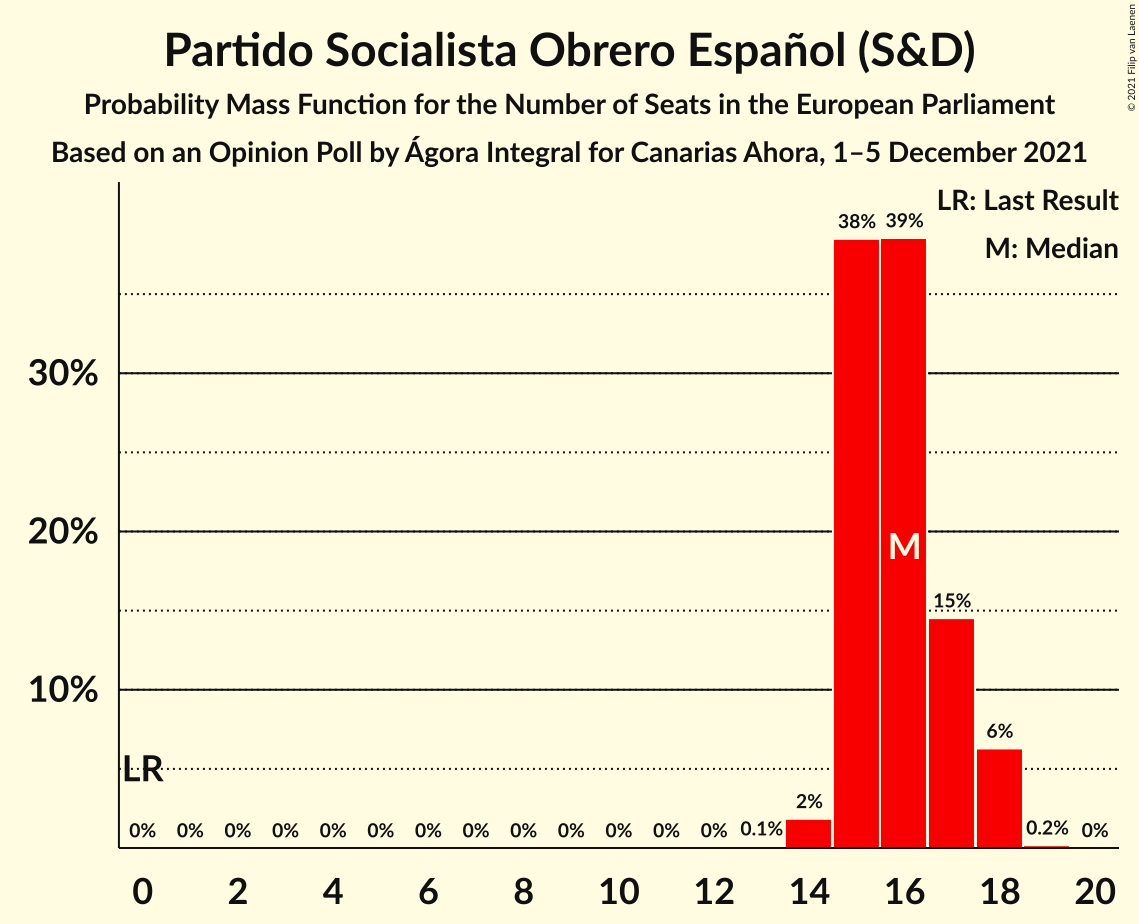 Partido Socialista Obrero Español (S&D)
Probability Mass Function for the Number of Seats in the European Parliament
Based on an Opinion Poll by Ágora Integral for Canarias Ahora, 1–5 December 2021
© 2021 Filip van Laenen
LR: Last Result
M: Median
38% 39%
30%
20%
M
15%
10%
6%
LR
2%
0% 0% 0% 0% 0% 0% 0% 0% 0% 0% 0% 0% 0% 0.1% 0.2% 0%
0 2 4 6 8 10 12 14 16 18 20